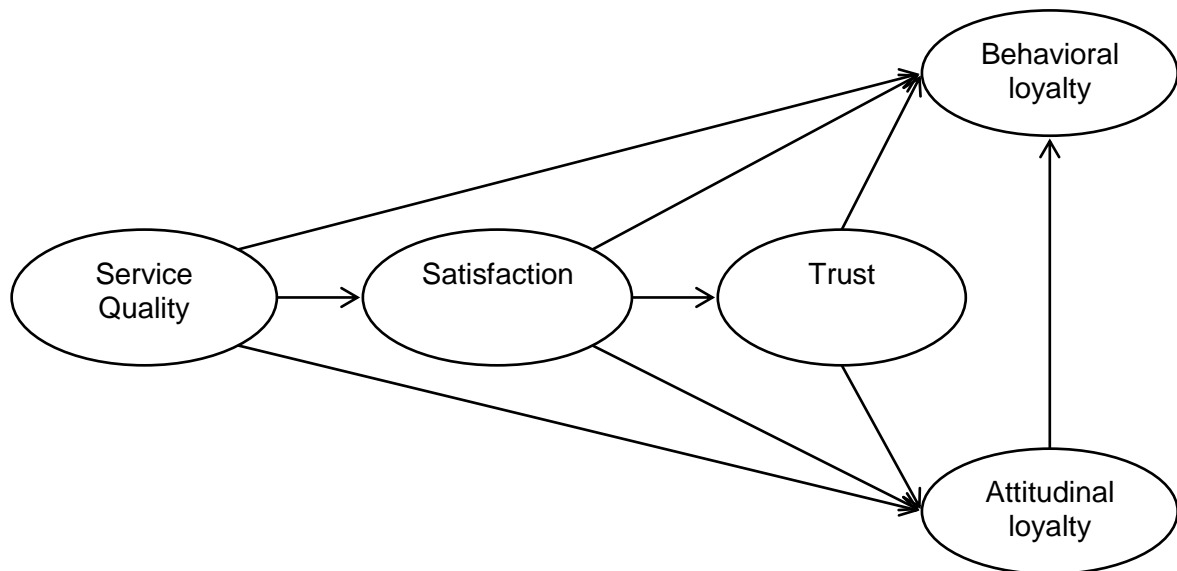 Behavioral
loyalty
Service
Quality
Satisfaction
Trust
Attitudinal
loyalty